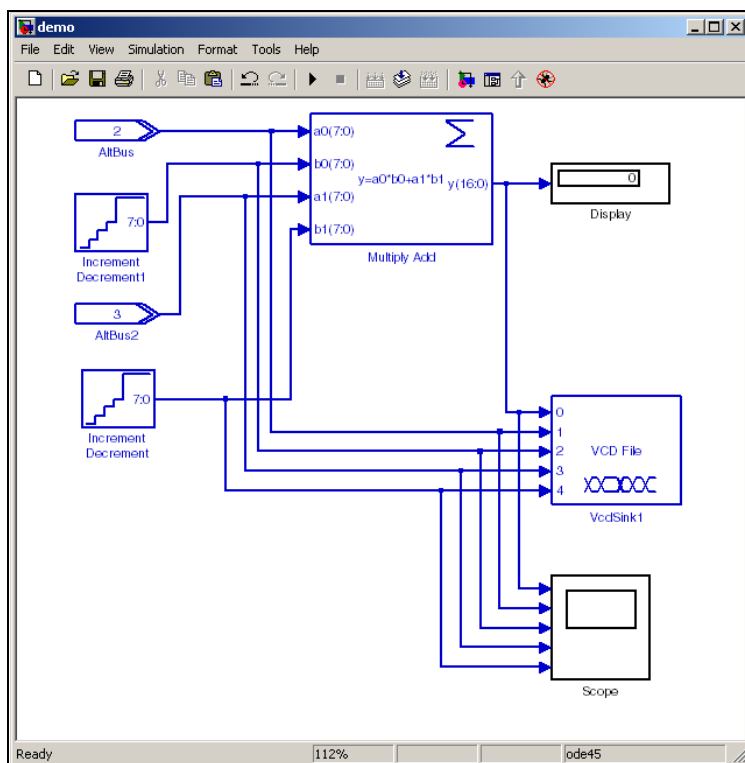 demo
File Edit View Simulation Format Tools Help
2
AltBus
7:0
Increment
Decrement1
3
AltBus2
7:0
Increment
Decrement
a0(7:0)
b0(7:0)
a1(7:0)
b1(7:0)
y=a0*b0+a1*b1
y(16:0)
Multiply Add
0
Display
0
1
2
3
4
VCD File
VcdSink1
Scope
Ready 112% ode45